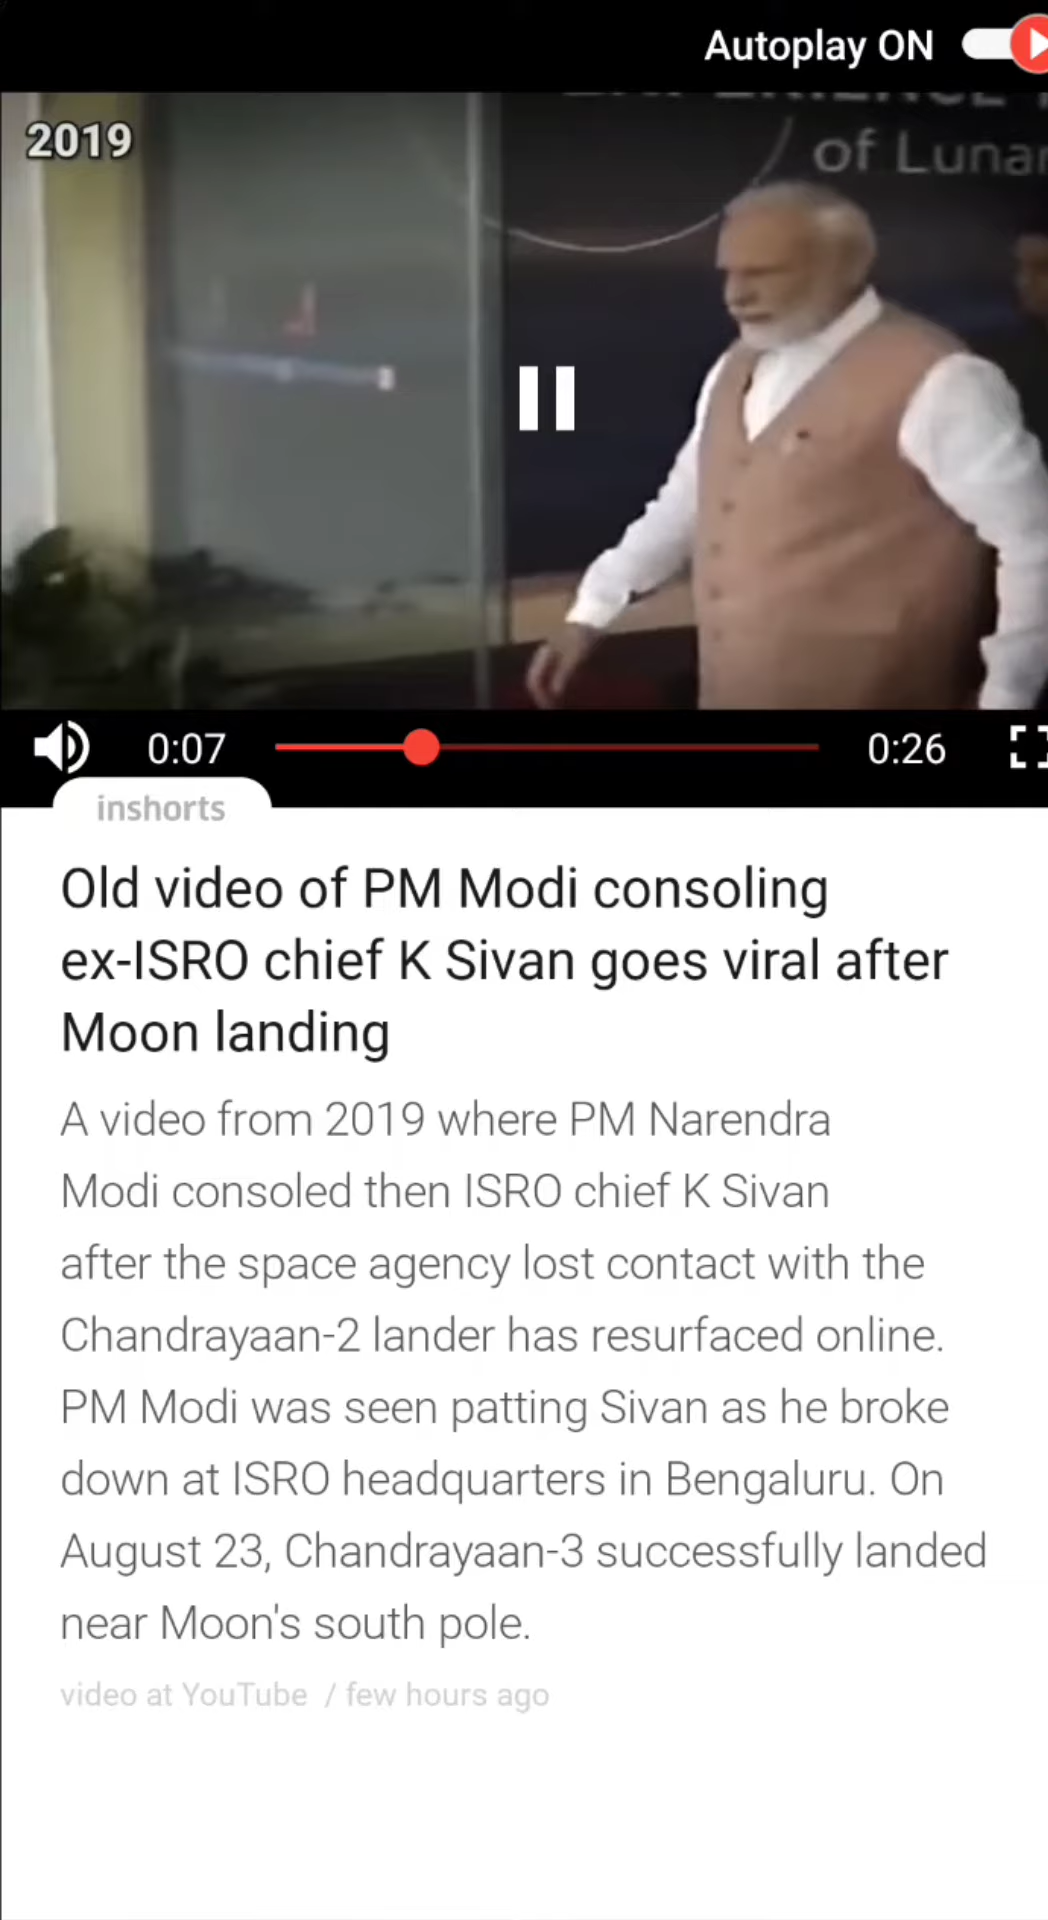 Autoplay ON
2019
of Lunar
0:07
0:26
inshorts
Old video of PM Modi consoling
ex-ISRO chief K Sivan goes viral after
Moon landing
A video from 2019 where PM Narendra
Modi consoled then ISRO chief K Sivan
after the space agency lost contact with the
Chandrayaan-2 lander has resurfaced online.
PM Modi was seen patting Sivan as he broke
down at ISRO headquarters in Bengaluru. On
August 23, Chandrayaan-3 successfully landed
near Moon's south pole.
video at YouTube / few hours ago